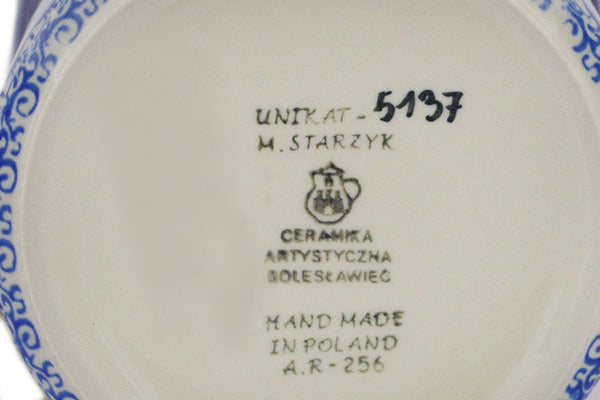 UNIKAT - 5137
M. STARZYK
CERAMIKA
ARTYSTYCZNA
BOLESŁAWIEC
HAND MADE
IN POLAND
A.R - 256